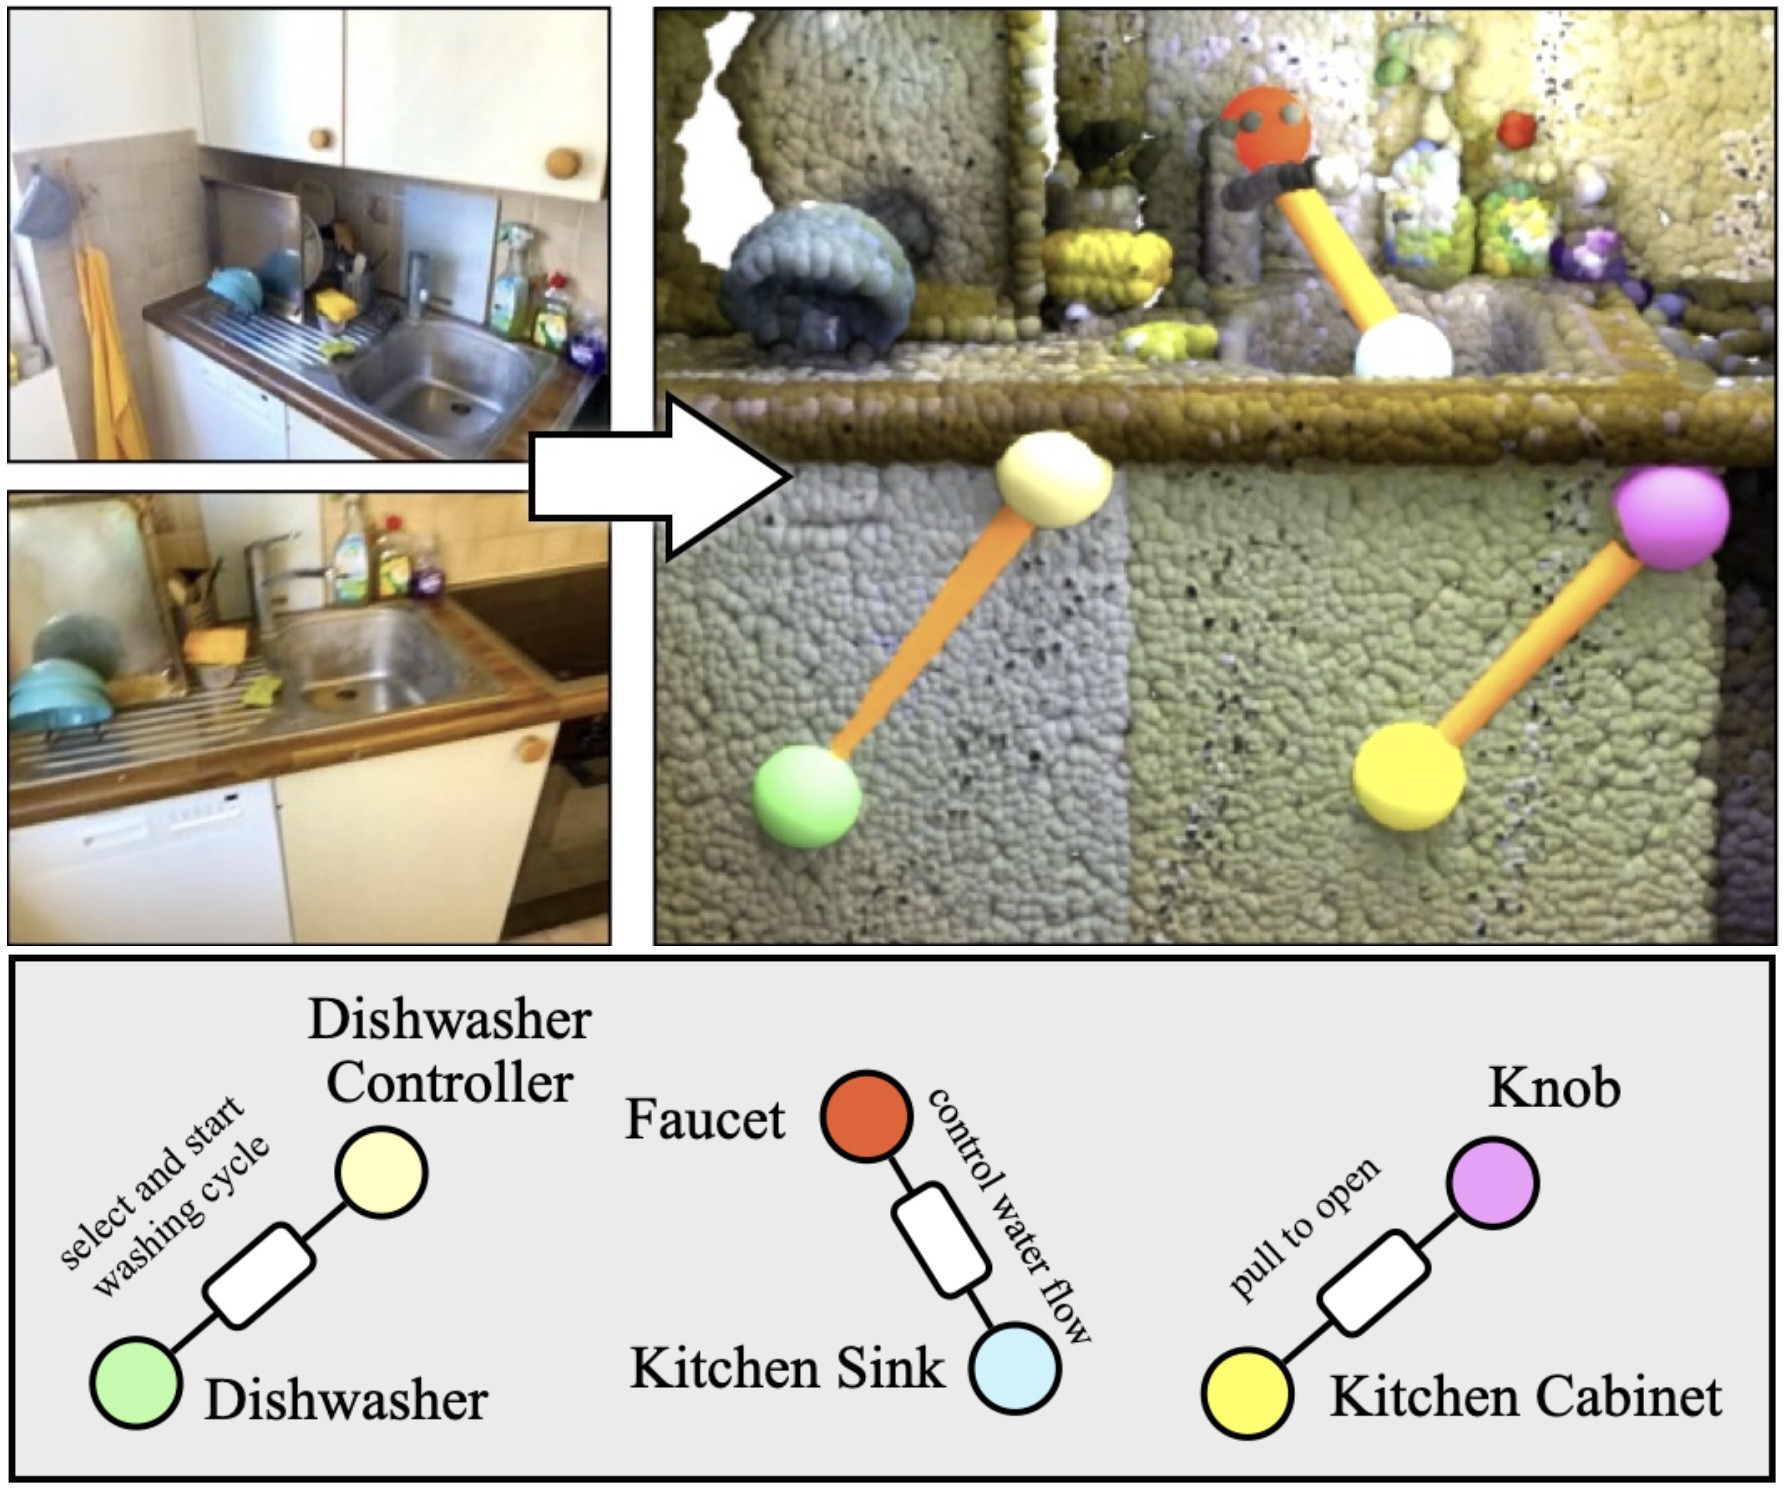 Dishwasher
Controller
select and start
washing cycle
Dishwasher
Faucet
control water flow
Kitchen Sink
Knob
pull to open
Kitchen Cabinet